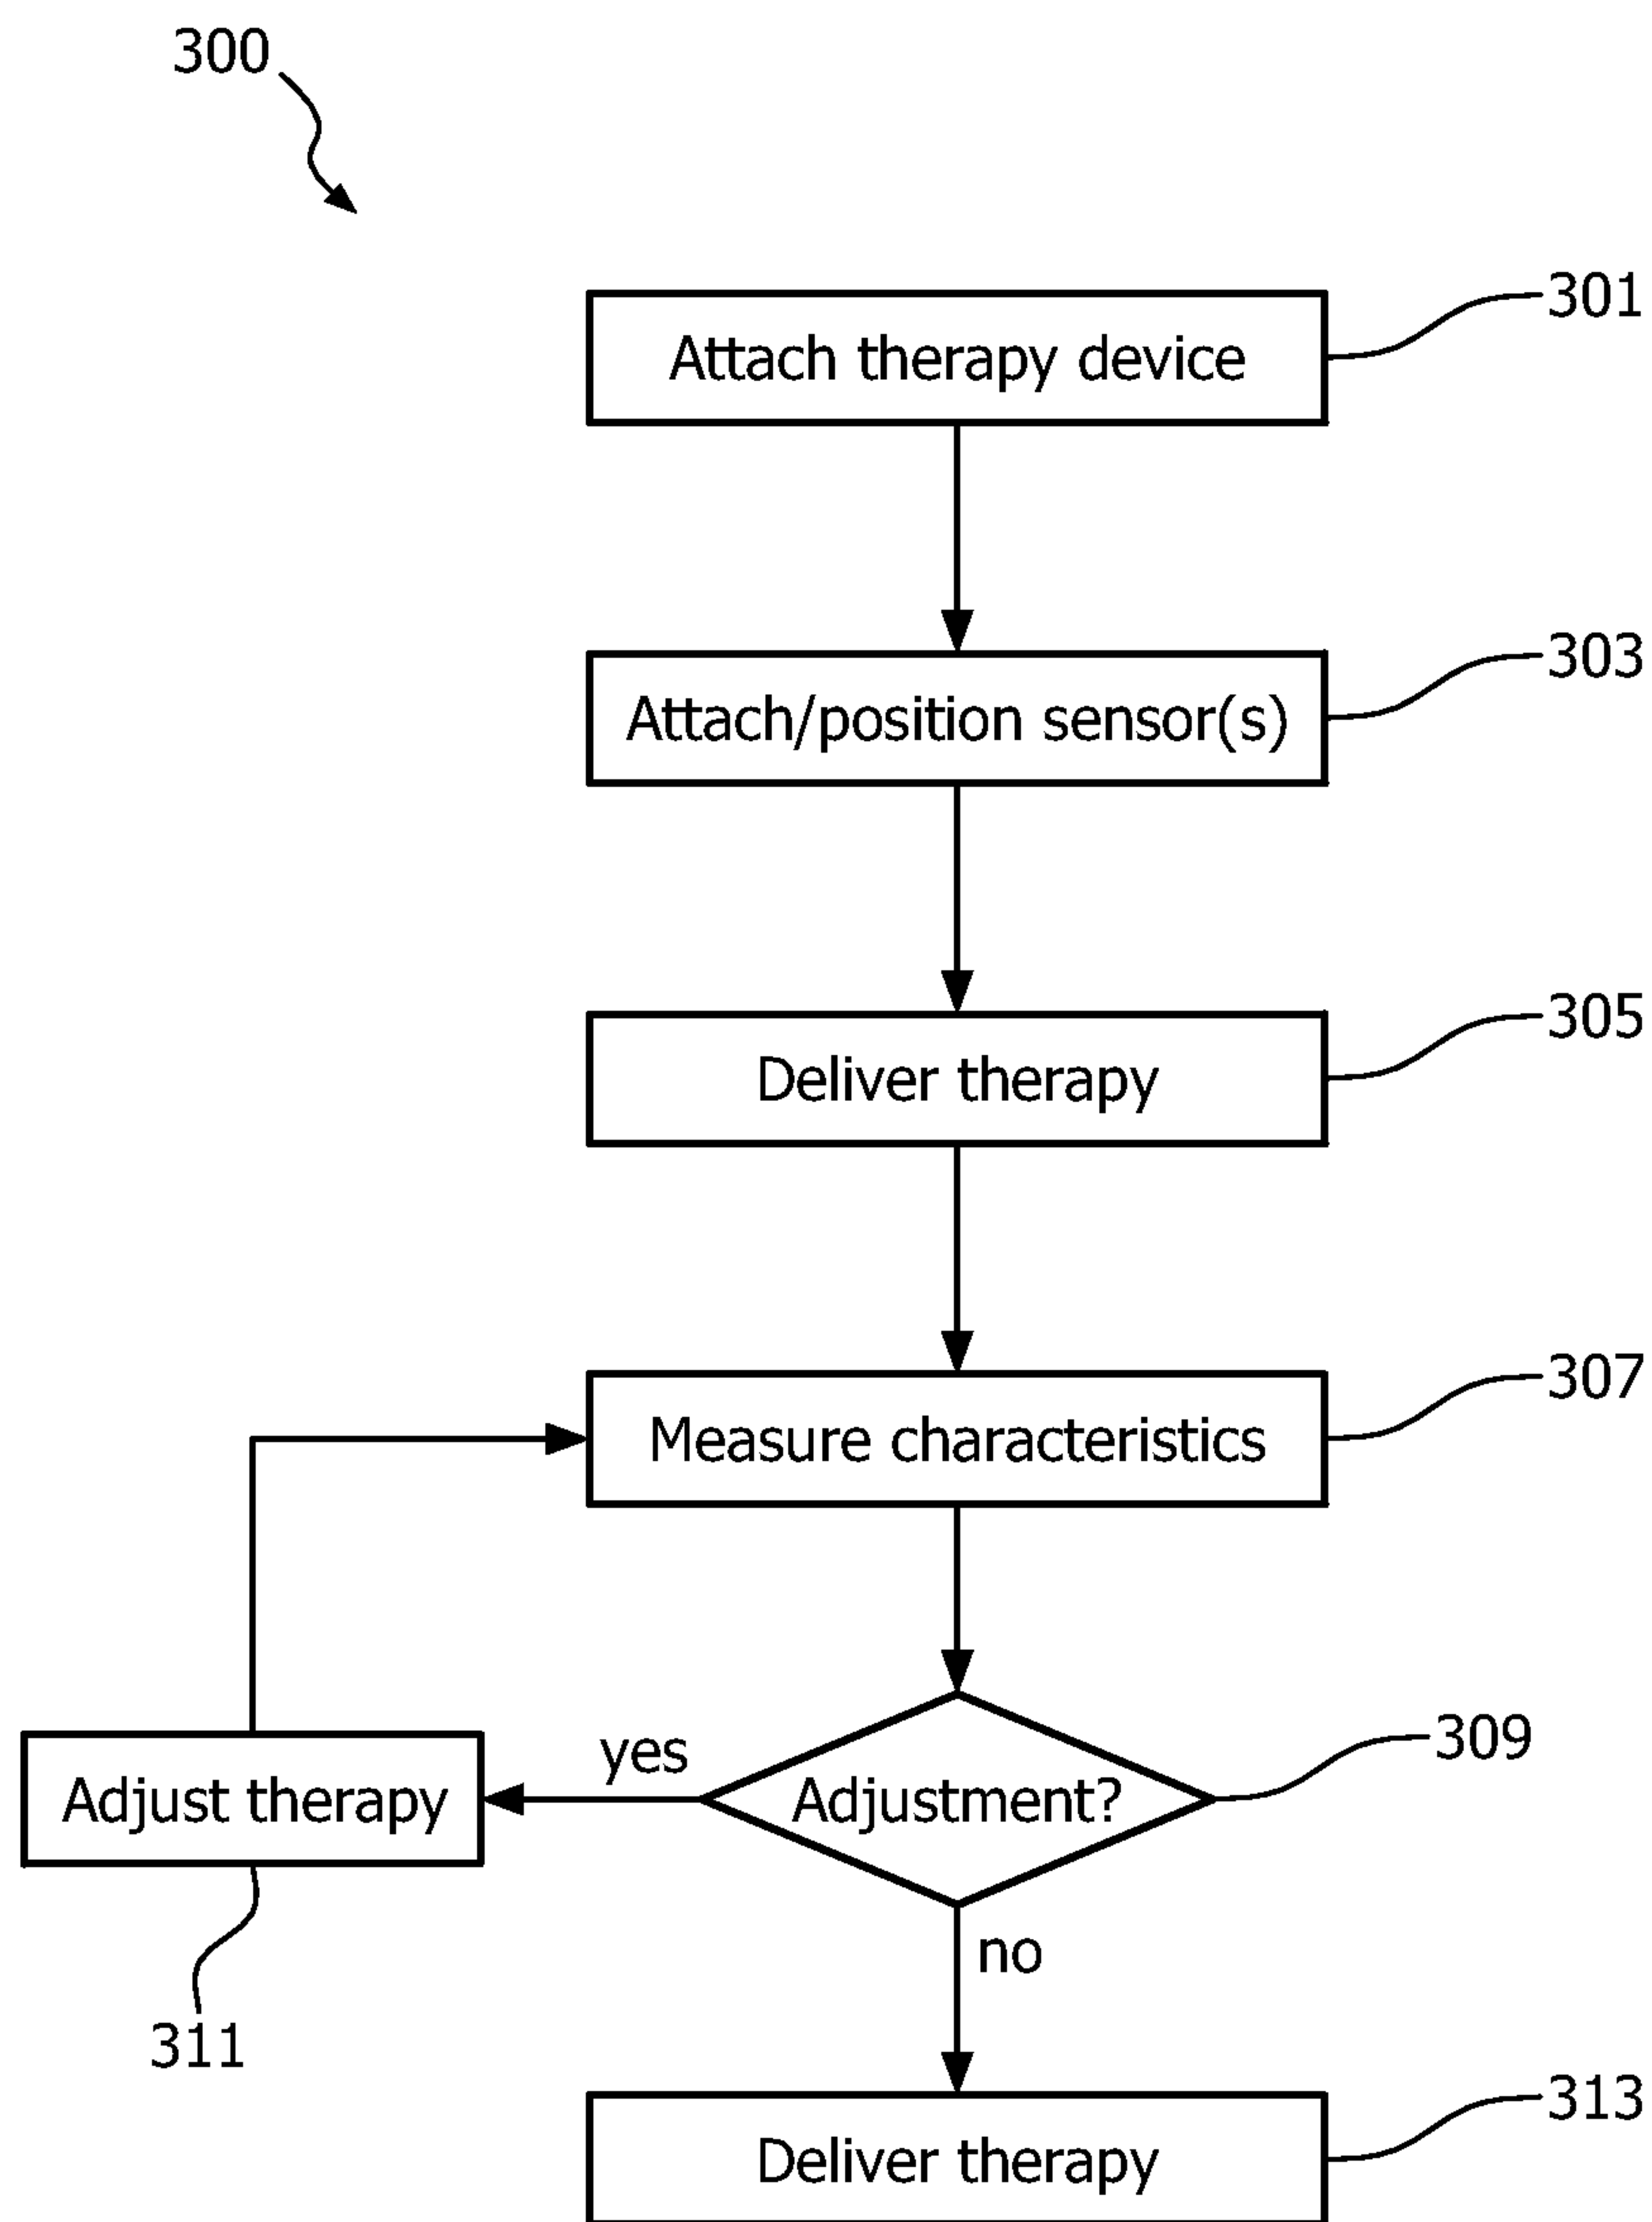 300
301
Attach therapy device
303
Attach/position sensor(s)
305
Deliver therapy
307
Measure characteristics
309
yes
Adjust therapy
Adjustment?
no
311
313
Deliver therapy